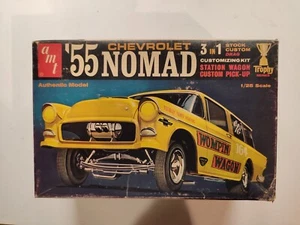 amt
CHEVROLET
'55 NOMAD
Authentic Model
3 in 1
STOCK
CUSTOM
DRAG
CUSTOMIZING KIT
STATION WAGON
CUSTOM PICK-UP
Trophy
1/25 Scale
WOMPIN
WAGON